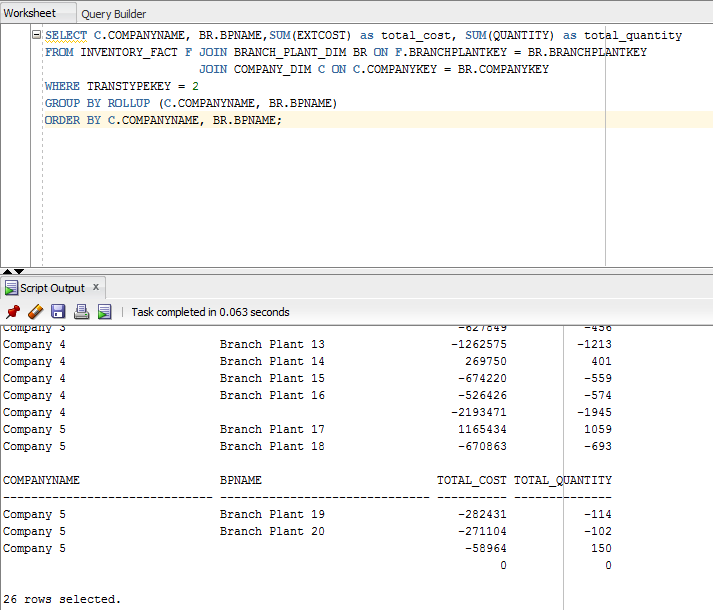 Worksheet Query Builder
SELECT C.COMPANYNAME, BR.BPNAME,SUM(EXTCOST) as total_cost, SUM(QUANTITY) as total_quantity
FROM INVENTORY_FACT F JOIN BRANCH_PLANT_DIM BR ON F.BRANCHPLANTKEY = BR.BRANCHPLANTKEY
JOIN COMPANY_DIM C ON C.COMPANYKEY = BR.COMPANYKEY
WHERE TRANSTYPEKEY = 2
GROUP BY ROLLUP (C.COMPANYNAME, BR.BPNAME)
ORDER BY C.COMPANYNAME, BR.BPNAME;
Script Output x
Task completed in 0.063 seconds
Company 3 -627849 -456
Company 4 Branch Plant 13 -1262575 -1213
Company 4 Branch Plant 14 269750 401
Company 4 Branch Plant 15 -674220 -559
Company 4 Branch Plant 16 -526426 -574
Company 4 -2193471 -1945
Company 5 Branch Plant 17 1165434 1059
Company 5 Branch Plant 18 -670863 -693
COMPANYNAME BPNAME TOTAL_COST TOTAL_QUANTITY
------------------------------ ------------------------------ ---------- --------------
Company 5 Branch Plant 19 -282431 -114
Company 5 Branch Plant 20 -271104 -102
Company 5 -58964 150
0 0
26 rows selected.